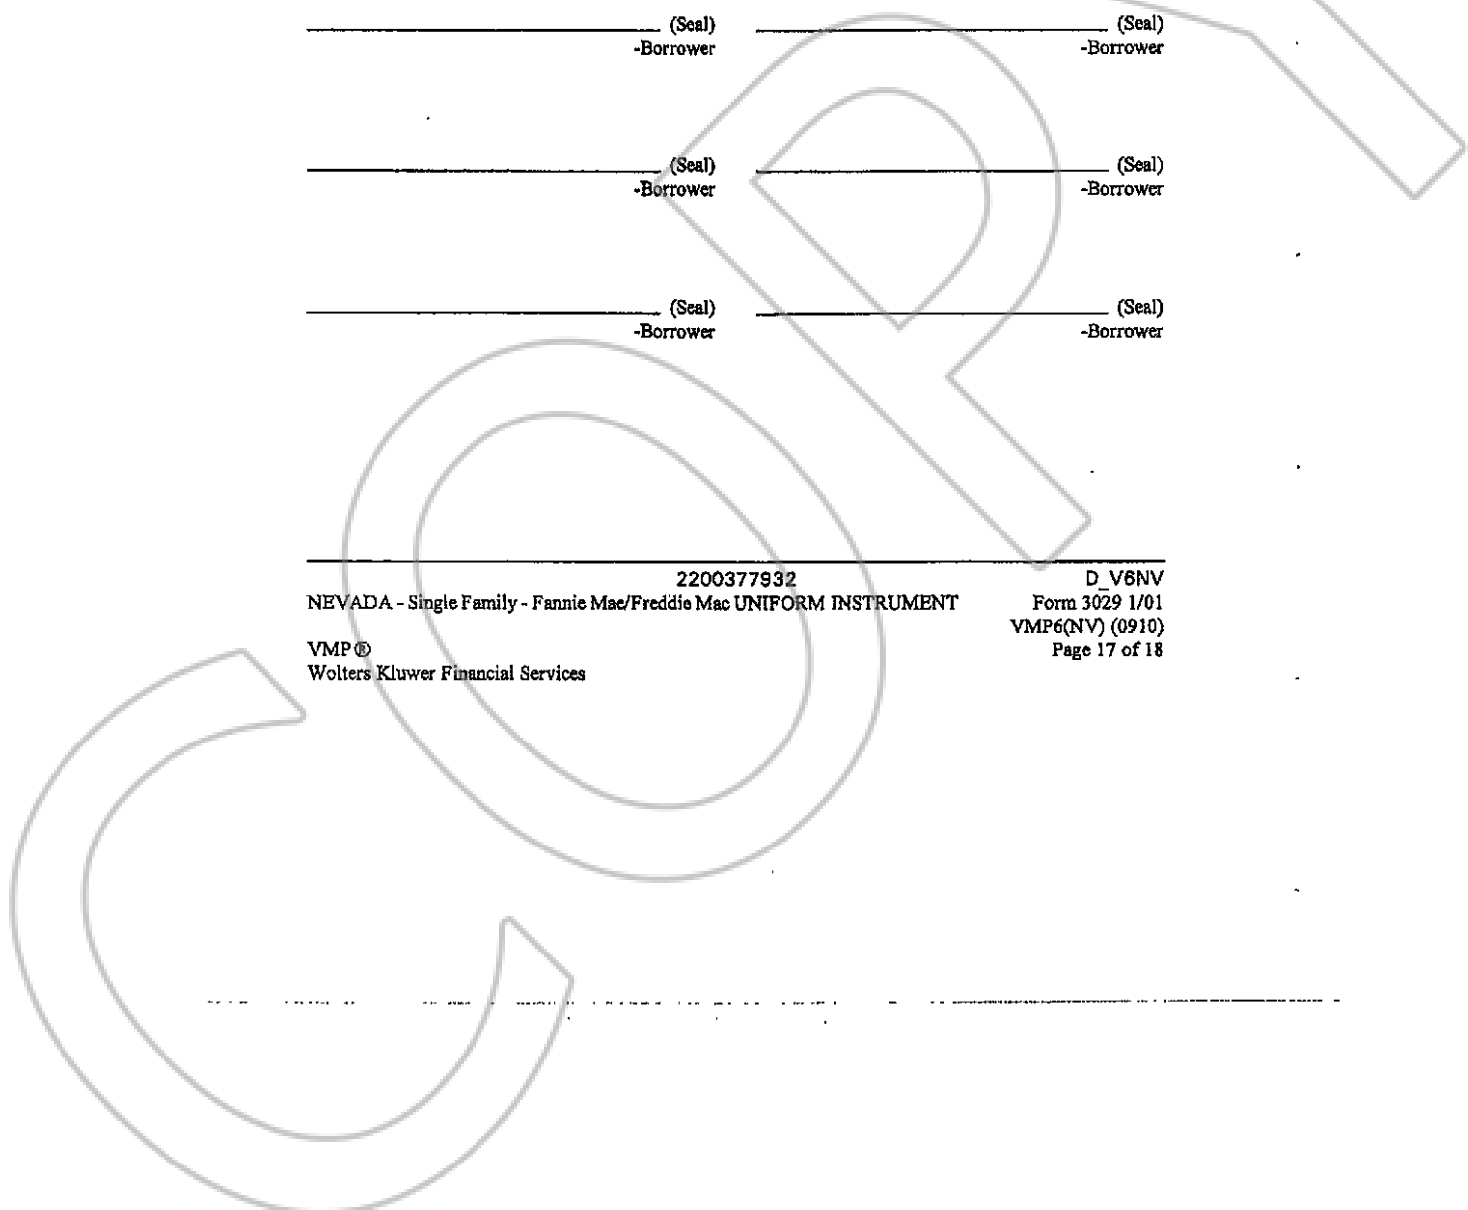 (Seal) (Seal)
-Borrower -Borrower
(Seal) (Seal)
-Borrower -Borrower
(Seal) (Seal)
-Borrower -Borrower
2200377932 D_V6NV
NEVADA - Single Family - Fannie Mae/Freddie Mac UNIFORM INSTRUMENT Form 3029 1/01
VMP6(NV) (0910)
VMP® Page 17 of 18
Wolters Kluwer Financial Services
COPY